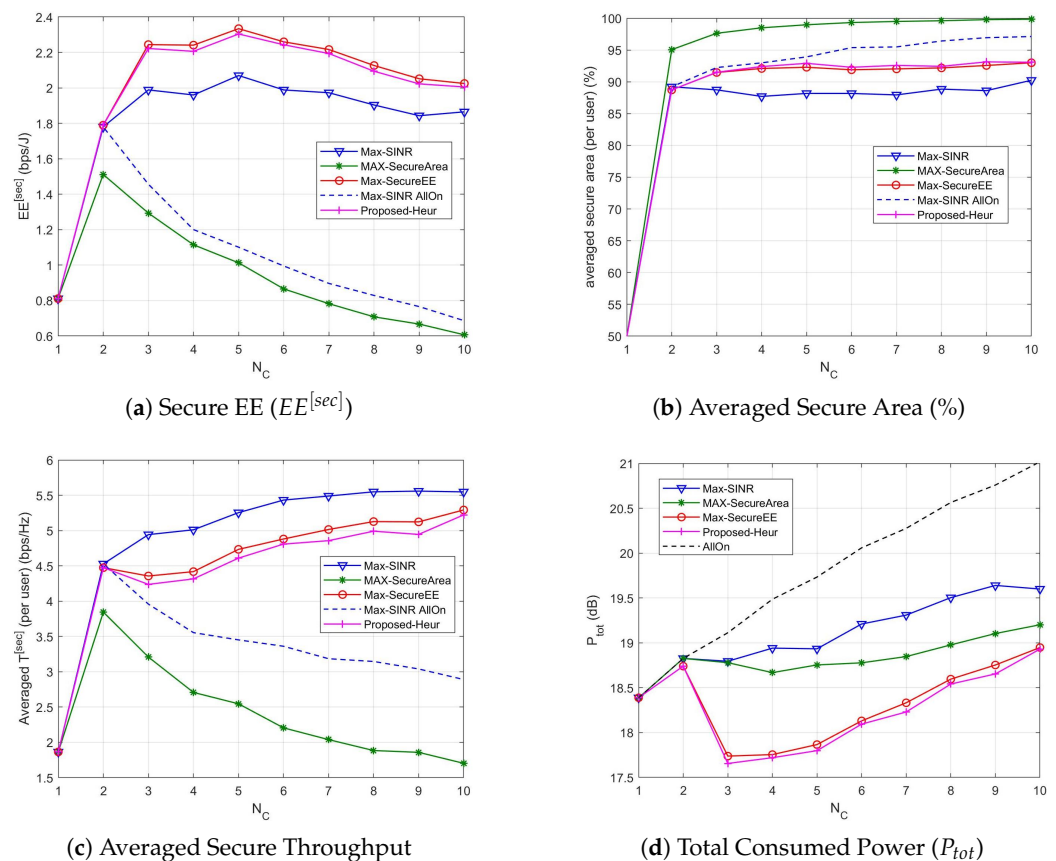 2.4
2.2
2
1.8
1.6
1.4
1.2
1
0.8
0.6
EE[sec] (bps/J)
Max-SINR
MAX-SecureArea
Max-SecureEE
Max-SINR AllOn
Proposed-Heur
1 2 3 4 5 6 7 8 9 10
NC
(a) Secure EE (EE[sec])
100
95
90
85
80
75
70
65
60
55
50
averaged secure area (per user) (%)
Max-SINR
MAX-SecureArea
Max-SecureEE
Max-SINR AllOn
Proposed-Heur
1 2 3 4 5 6 7 8 9 10
NC
(b) Averaged Secure Area (%)
6
5.5
5
4.5
4
3.5
3
2.5
2
1.5
Averaged T[sec] (per user) (bps/Hz)
Max-SINR
MAX-SecureArea
Max-SecureEE
Max-SINR AllOn
Proposed-Heur
1 2 3 4 5 6 7 8 9 10
NC
(c) Averaged Secure Throughput
21
20.5
20
19.5
19
18.5
18
17.5
Ptot (dB)
Max-SINR
MAX-SecureArea
Max-SecureEE
Proposed-Heur
AllOn
1 2 3 4 5 6 7 8 9 10
NC
(d) Total Consumed Power (Ptot)